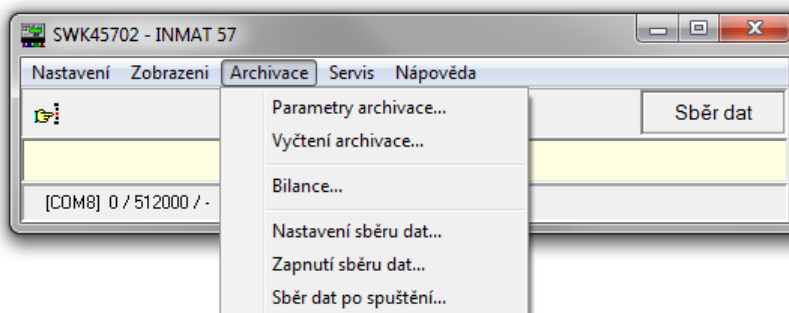 SWK45702 - INMAT 57
Nastavení Zobrazeni Archivace Servis Nápověda
Parametry archivace...
Sběr dat
Vyčtení archivace...
Bilance...
[COM8] 0 / 512000 / -
Nastavení sběru dat...
Zapnutí sběru dat...
Sběr dat po spuštění...